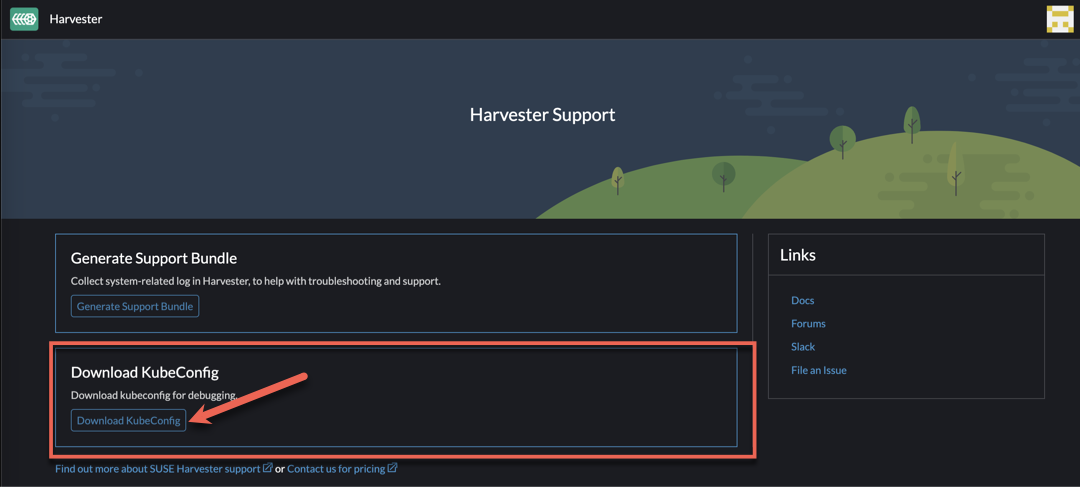 Harvester
Harvester Support
Generate Support Bundle
Collect system-related log in Harvester, to help with troubleshooting and support.
Generate Support Bundle
Download KubeConfig
Download kubeconfig for debugging.
Download KubeConfig
Find out more about SUSE Harvester support or Contact us for pricing
Links
Docs
Forums
Slack
File an Issue